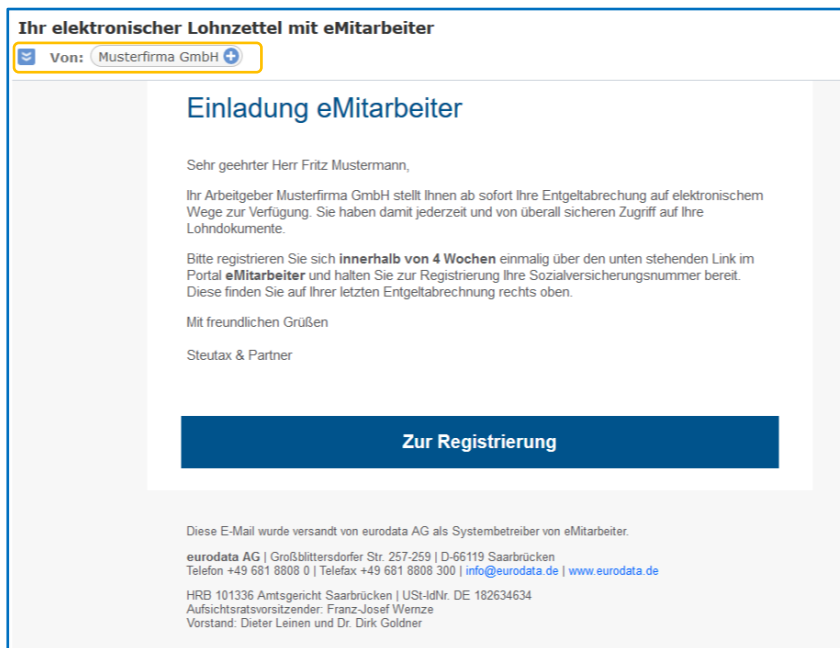 Ihr elektronischer Lohnzettel mit eMitarbeiter
Von: Musterfirma GmbH
Einladung eMitarbeiter
Sehr geehrter Herr Fritz Mustermann,
Ihr Arbeitgeber Musterfirma GmbH stellt Ihnen ab sofort Ihre Entgeltabrechung auf elektronischem
Wege zur Verfügung. Sie haben damit jederzeit und von überall sicheren Zugriff auf Ihre
Lohndokumente.
Bitte registrieren Sie sich innerhalb von 4 Wochen einmalig über den unten stehenden Link im
Portal eMitarbeiter und halten Sie zur Registrierung Ihre Sozialversicherungsnummer bereit.
Diese finden Sie auf Ihrer letzten Entgeltabrechnung rechts oben.
Mit freundlichen Grüßen
Steutax & Partner
Zur Registrierung
Diese E-Mail wurde versandt von eurodata AG als Systembetreiber von eMitarbeiter.
eurodata AG | Großblittersdorfer Str. 257-259 | D-66119 Saarbrücken
Telefon +49 681 8808 0 | Telefax +49 681 8808 300 | info@eurodata.de | www.eurodata.de
HRB 101336 Amtsgericht Saarbrücken | USt-IdNr. DE 182634634
Aufsichtsratsvorsitzender: Franz-Josef Wernze
Vorstand: Dieter Leinen und Dr. Dirk Goldner